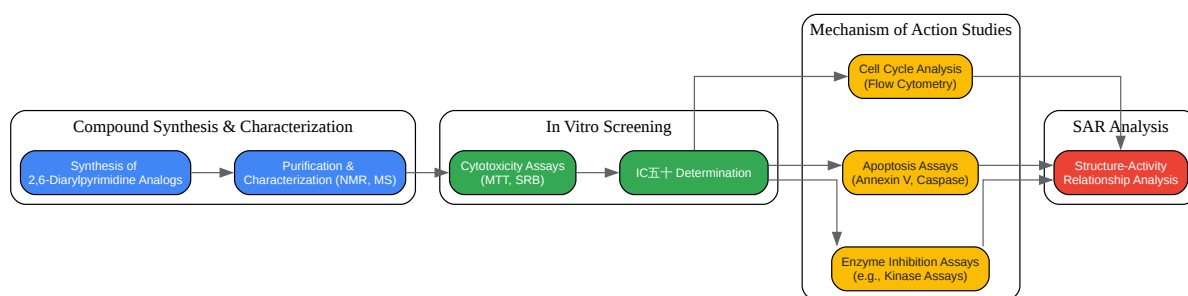 Compound Synthesis & Characterization
Synthesis of
2,6-Diarylpyrimidine Analogs
Purification &
Characterization (NMR, MS)
In Vitro Screening
Cytotoxicity Assays
(MTT, SRB)
IC五十 Determination
Mechanism of Action Studies
Cell Cycle Analysis
(Flow Cytometry)
Apoptosis Assays
(Annexin V, Caspase)
Enzyme Inhibition Assays
(e.g., Kinase Assays)
SAR Analysis
Structure-Activity
Relationship Analysis